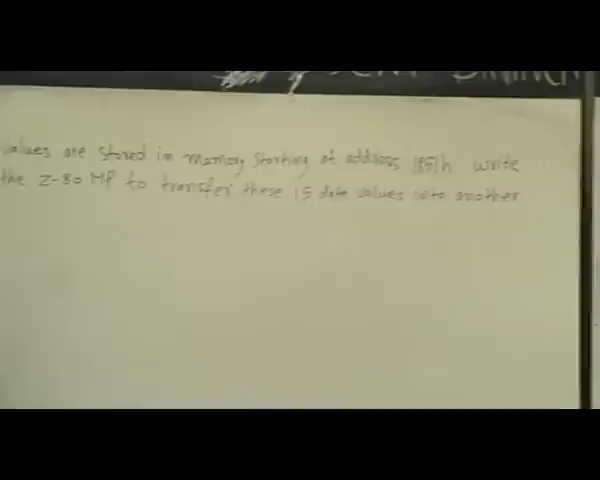 values are stored in memory starting at address 1851h write
the Z-80 MP to transfer these 15 data values into another